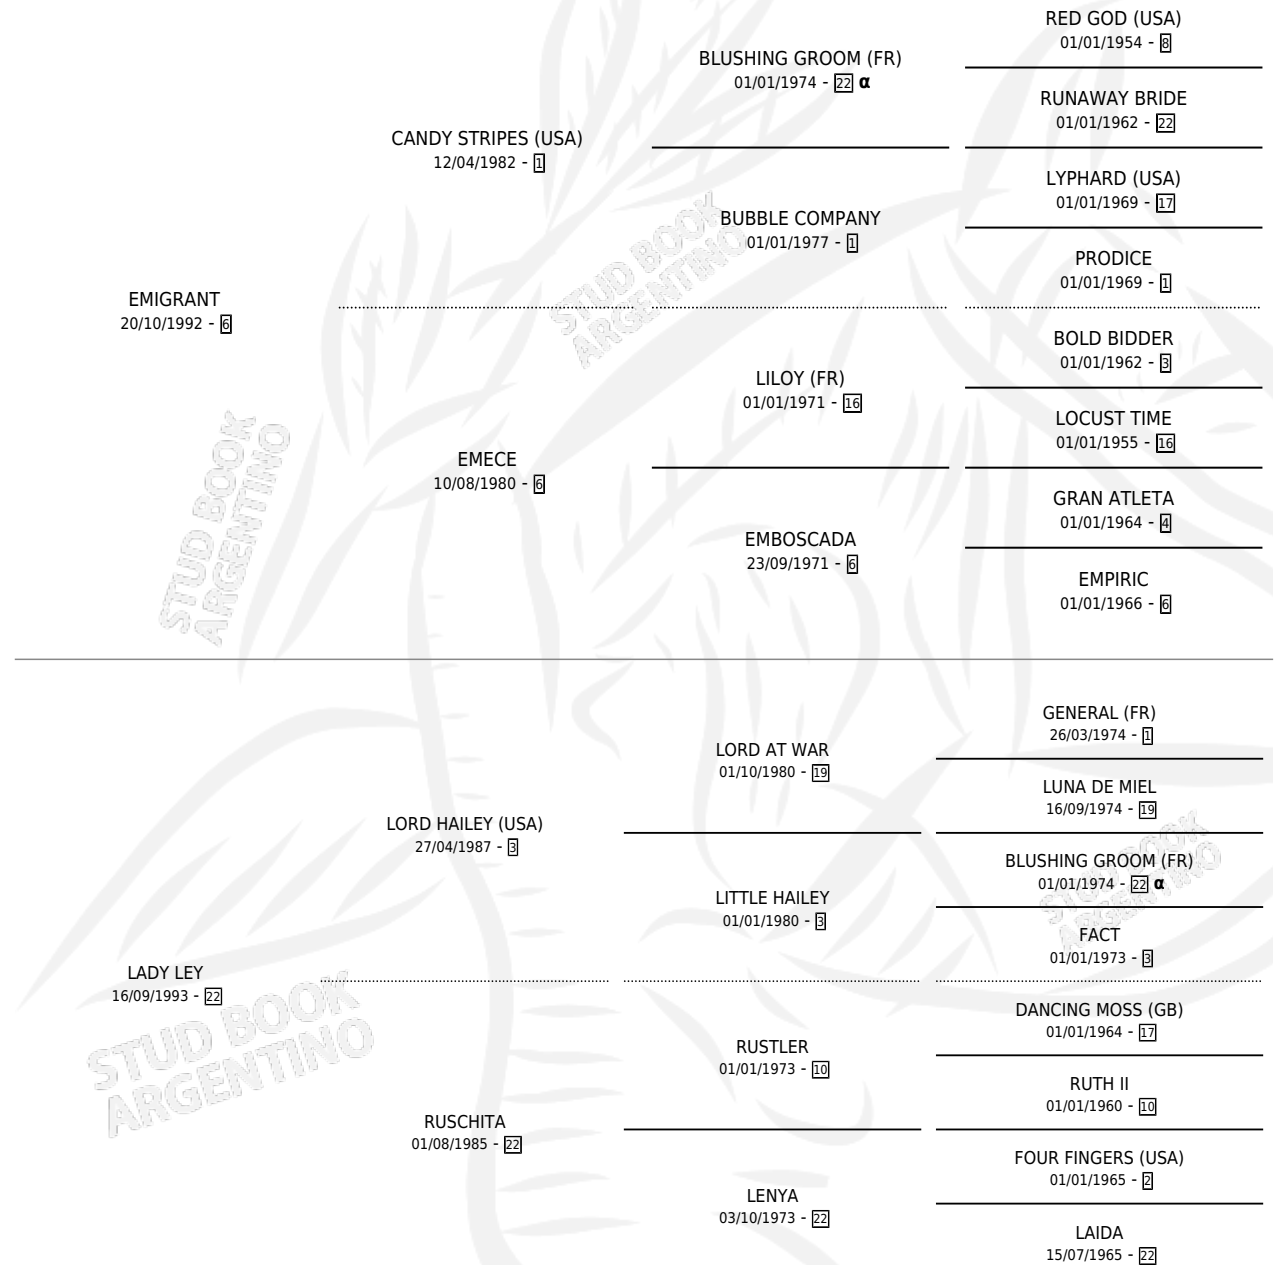 RED GOD (USA)
01/01/1954 - 8
BLUSHING GROOM (FR)
01/01/1974 - 22 α
RUNAWAY BRIDE
01/01/1962 - 22
CANDY STRIPES (USA)
12/04/1982 - 1
LYPHARD (USA)
01/01/1969 - 17
BUBBLE COMPANY
01/01/1977 - 1
PRODICE
01/01/1969 - 1
EMIGRANT
20/10/1992 - 6
BOLD BIDDER
01/01/1962 - 3
LILOY (FR)
01/01/1971 - 16
LOCUST TIME
01/01/1955 - 16
EMECE
10/08/1980 - 6
GRAN ATLETA
01/01/1964 - 4
EMBOSCADA
23/09/1971 - 6
EMPIRIC
01/01/1966 - 6
STUD BOOK
ARGENTINO
STUD BOOK
ARGENTINO
GENERAL (FR)
26/03/1974 - 1
LORD AT WAR
01/10/1980 - 19
LUNA DE MIEL
16/09/1974 - 19
LORD HAILEY (USA)
27/04/1987 - 3
BLUSHING GROOM (FR)
01/01/1974 - 22 α
LITTLE HAILEY
01/01/1980 - 3
FACT
01/01/1973 - 3
LADY LEY
16/09/1993 - 22
DANCING MOSS (GB)
01/01/1964 - 17
RUSTLER
01/01/1973 - 10
RUTH II
01/01/1960 - 10
RUSCHITA
01/08/1985 - 22
FOUR FINGERS (USA)
01/01/1965 - 2
LENYA
03/10/1973 - 22
LAIDA
15/07/1965 - 22
STUD BOOK
ARGENTINO
STUD BOOK
ARGENTINO